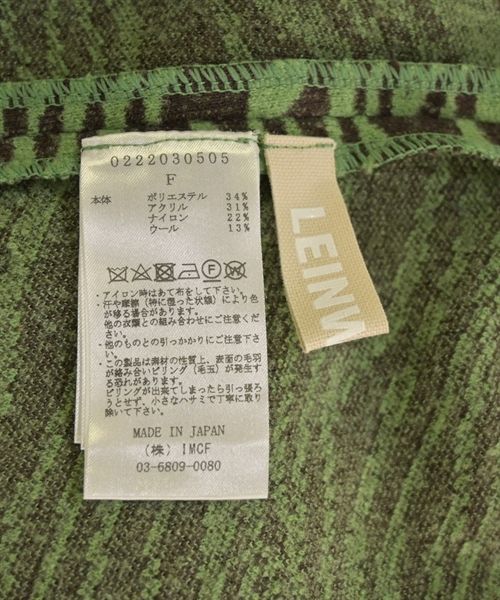 0222030505
F
本体 ポリエステル 34%
アクリル 31%
ナイロン 22%
ウール 13%
・アイロン時はあて布をして下さい。
・汗や摩擦（特に湿った状態）により色
が移る場合があります。
他の衣類との組み合わせにご注意くだ
さい。
・他のものとの引っかかりにご注意下さ
い。
・この製品は素材の性質上、表面の毛羽
が絡み合いピリング（毛玉）が発生す
る恐れがあります。
ピリングが出来てしまったら引っ張ろ
うとせず、小さなハサミで丁寧に取り
除いて下さい。
MADE IN JAPAN
（株）IMCF
03-6809-0080
LEINW